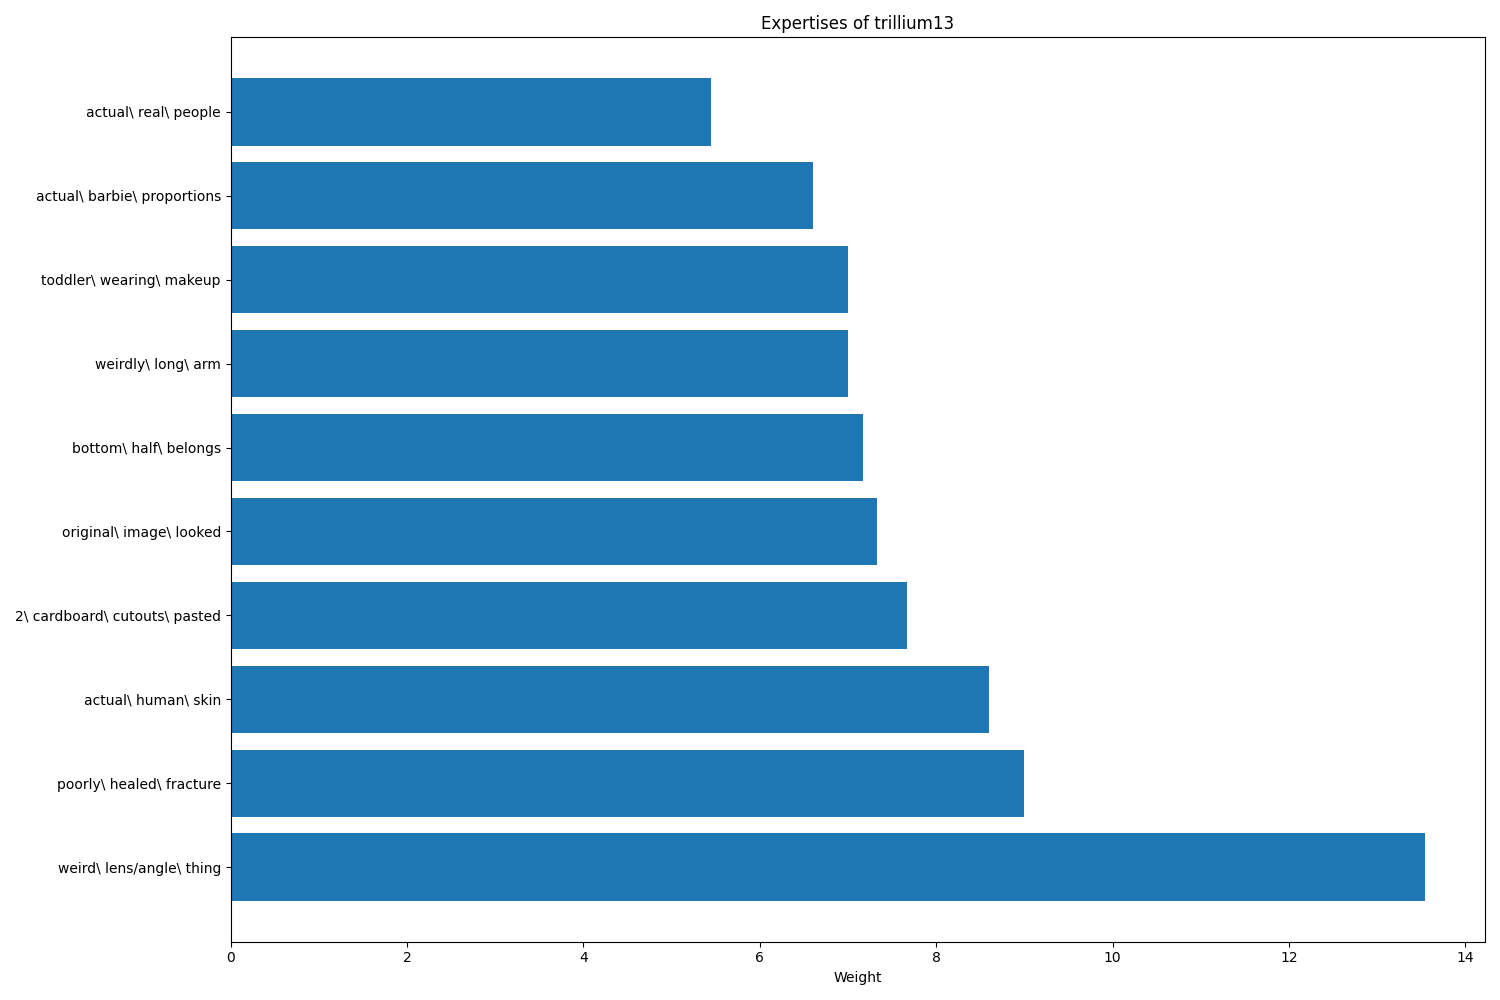 Expertises of trillium13
actual\ real\ people
actual\ barbie\ proportions
toddler\ wearing\ makeup
weirdly\ long\ arm
bottom\ half\ belongs
original\ image\ looked
2\ cardboard\ cutouts\ pasted
actual\ human\ skin
poorly\ healed\ fracture
weird\ lens/angle\ thing
0 2 4 6 8 10 12 14
Weight